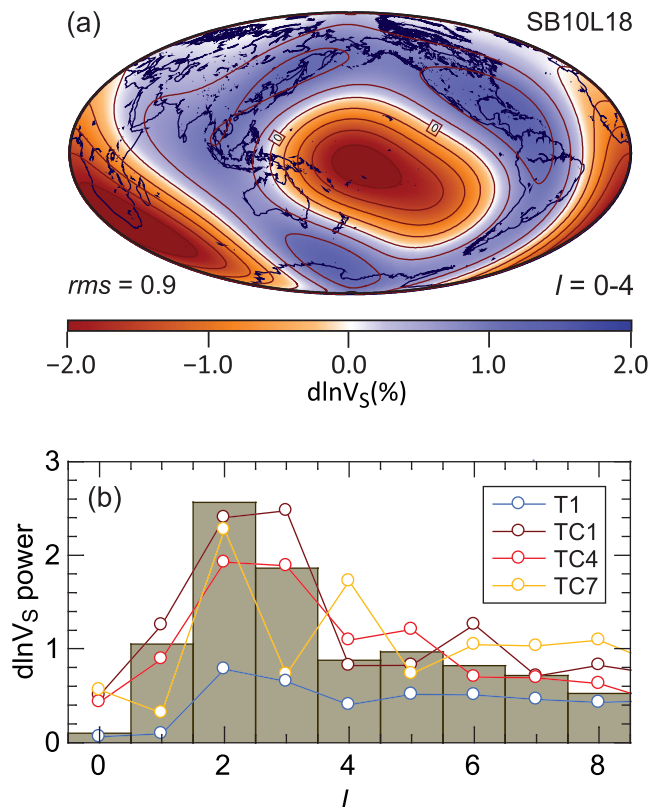 (a) SB10L18
rms = 0.9 l = 0-4
−2.0 −1.0 0.0 1.0 2.0
dlnVS(%)
(b)
3
2
1
0
dlnVS power
T1
TC1
TC4
TC7
0 2 4 6 8
l